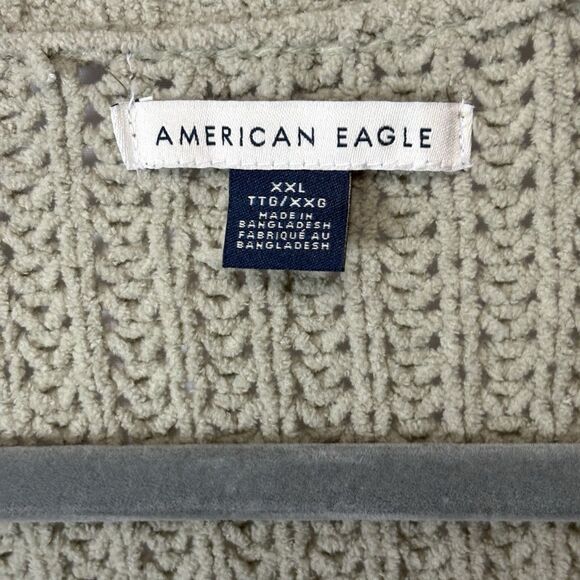 AMERICAN EAGLE
XXL
TTG/XXG
MADE IN
BANGLADESH
FABRIQUÉ AU
BANGLADESH